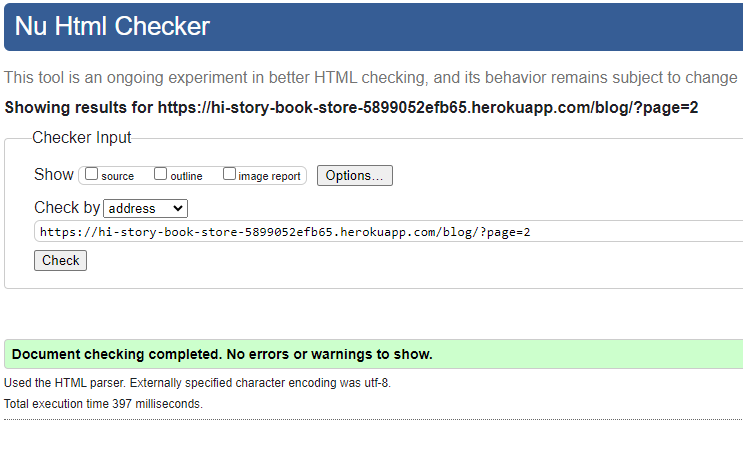 Nu Html Checker
This tool is an ongoing experiment in better HTML checking, and its behavior remains subject to change
Showing results for https://hi-story-book-store-5899052efb65.herokuapp.com/blog/?page=2
Checker Input
Show source outline image report Options...
Check by address
https://hi-story-book-store-5899052efb65.herokuapp.com/blog/?page=2
Check
Document checking completed. No errors or warnings to show.
Used the HTML parser. Externally specified character encoding was utf-8.
Total execution time 397 milliseconds.